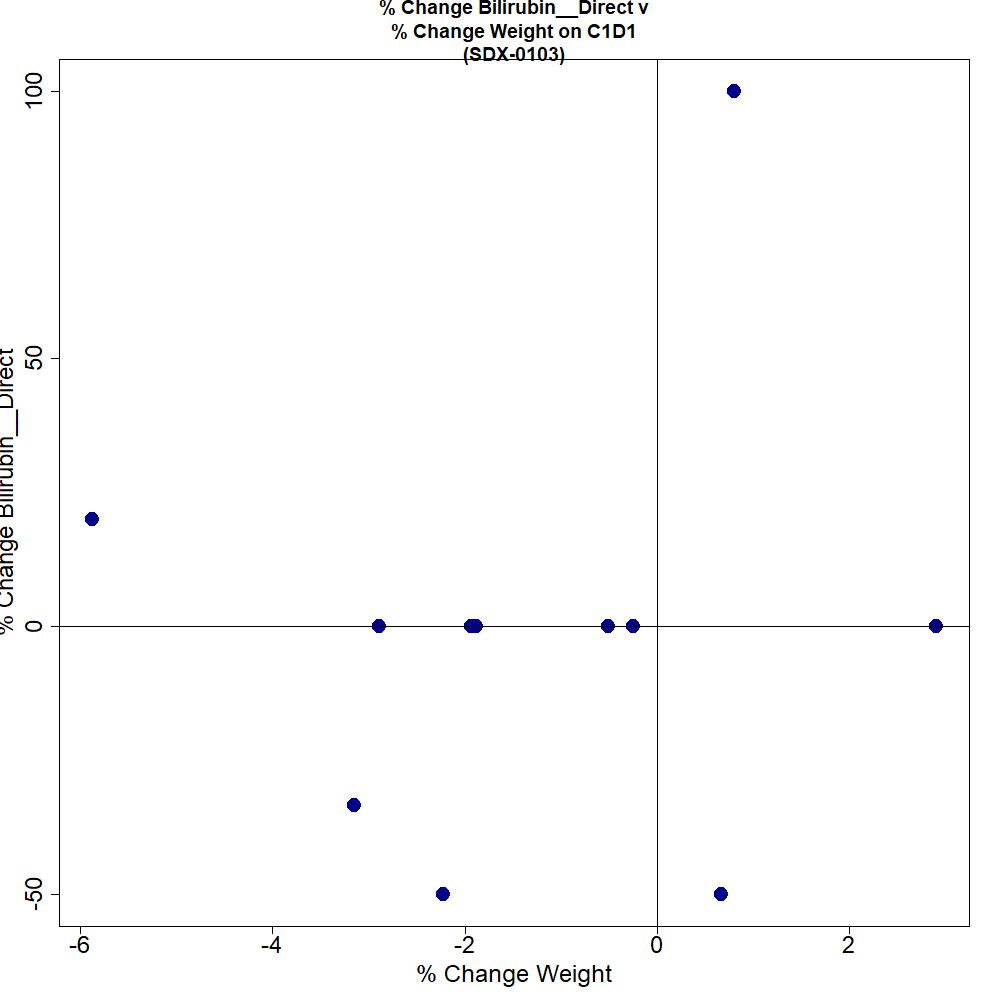 % Change Bilirubin__Direct v
% Change Weight on C1D1
(SDX-0103)
% Change Bilirubin__Direct
100
50
0
-50
-6
-4
-2
0
2
% Change Weight